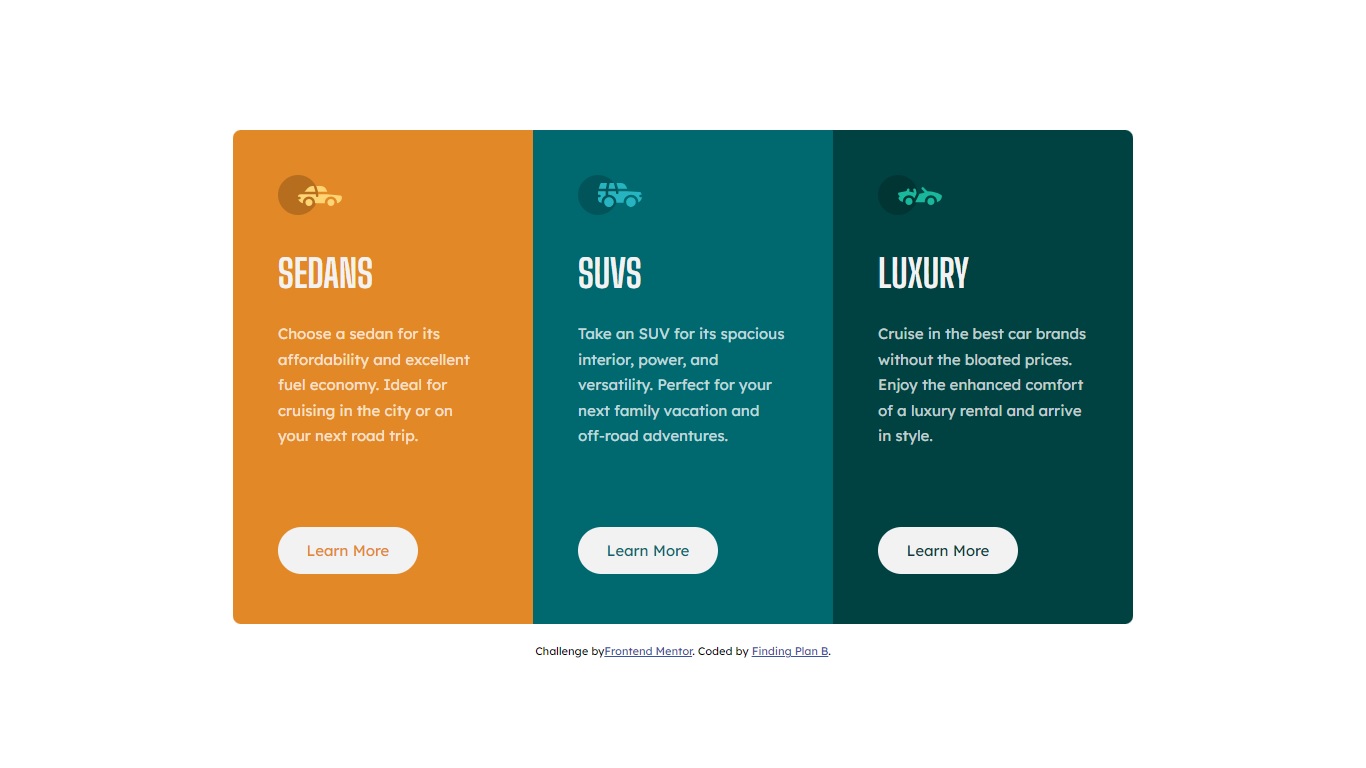 SEDANS
Choose a sedan for its
affordability and excellent
fuel economy. Ideal for
cruising in the city or on
your next road trip.
Learn More
SUVS
Take an SUV for its spacious
interior, power, and
versatility. Perfect for your
next family vacation and
off-road adventures.
Learn More
LUXURY
Cruise in the best car brands
without the bloated prices.
Enjoy the enhanced comfort
of a luxury rental and arrive
in style.
Learn More
Challenge byFrontend Mentor. Coded by Finding Plan B.